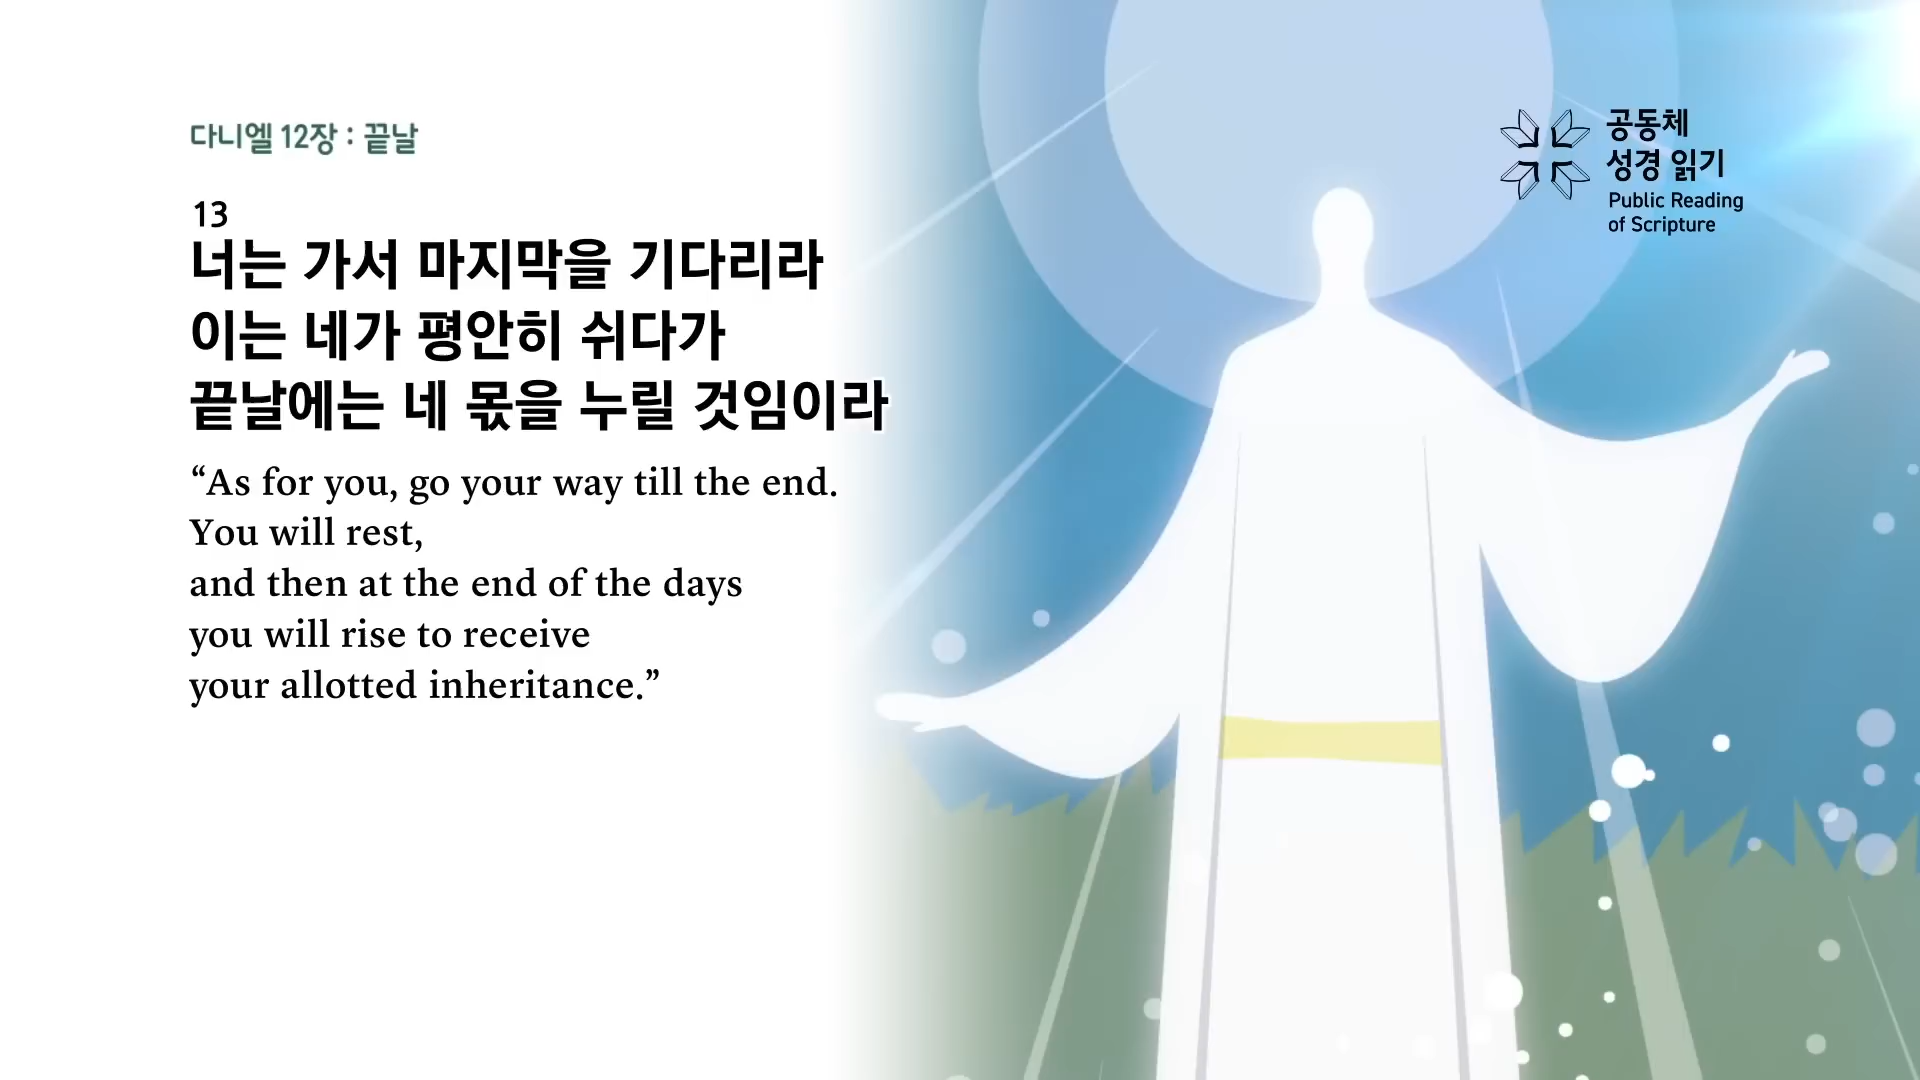 다니엘 12장 : 끝날
13
너는 가서 마지막을 기다리라
이는 네가 평안히 쉬다가
끝날에는 네 몫을 누릴 것임이라
“As for you, go your way till the end.
You will rest,
and then at the end of the days
you will rise to receive
your allotted inheritance.”
공동체
성경 읽기
Public Reading
of Scripture